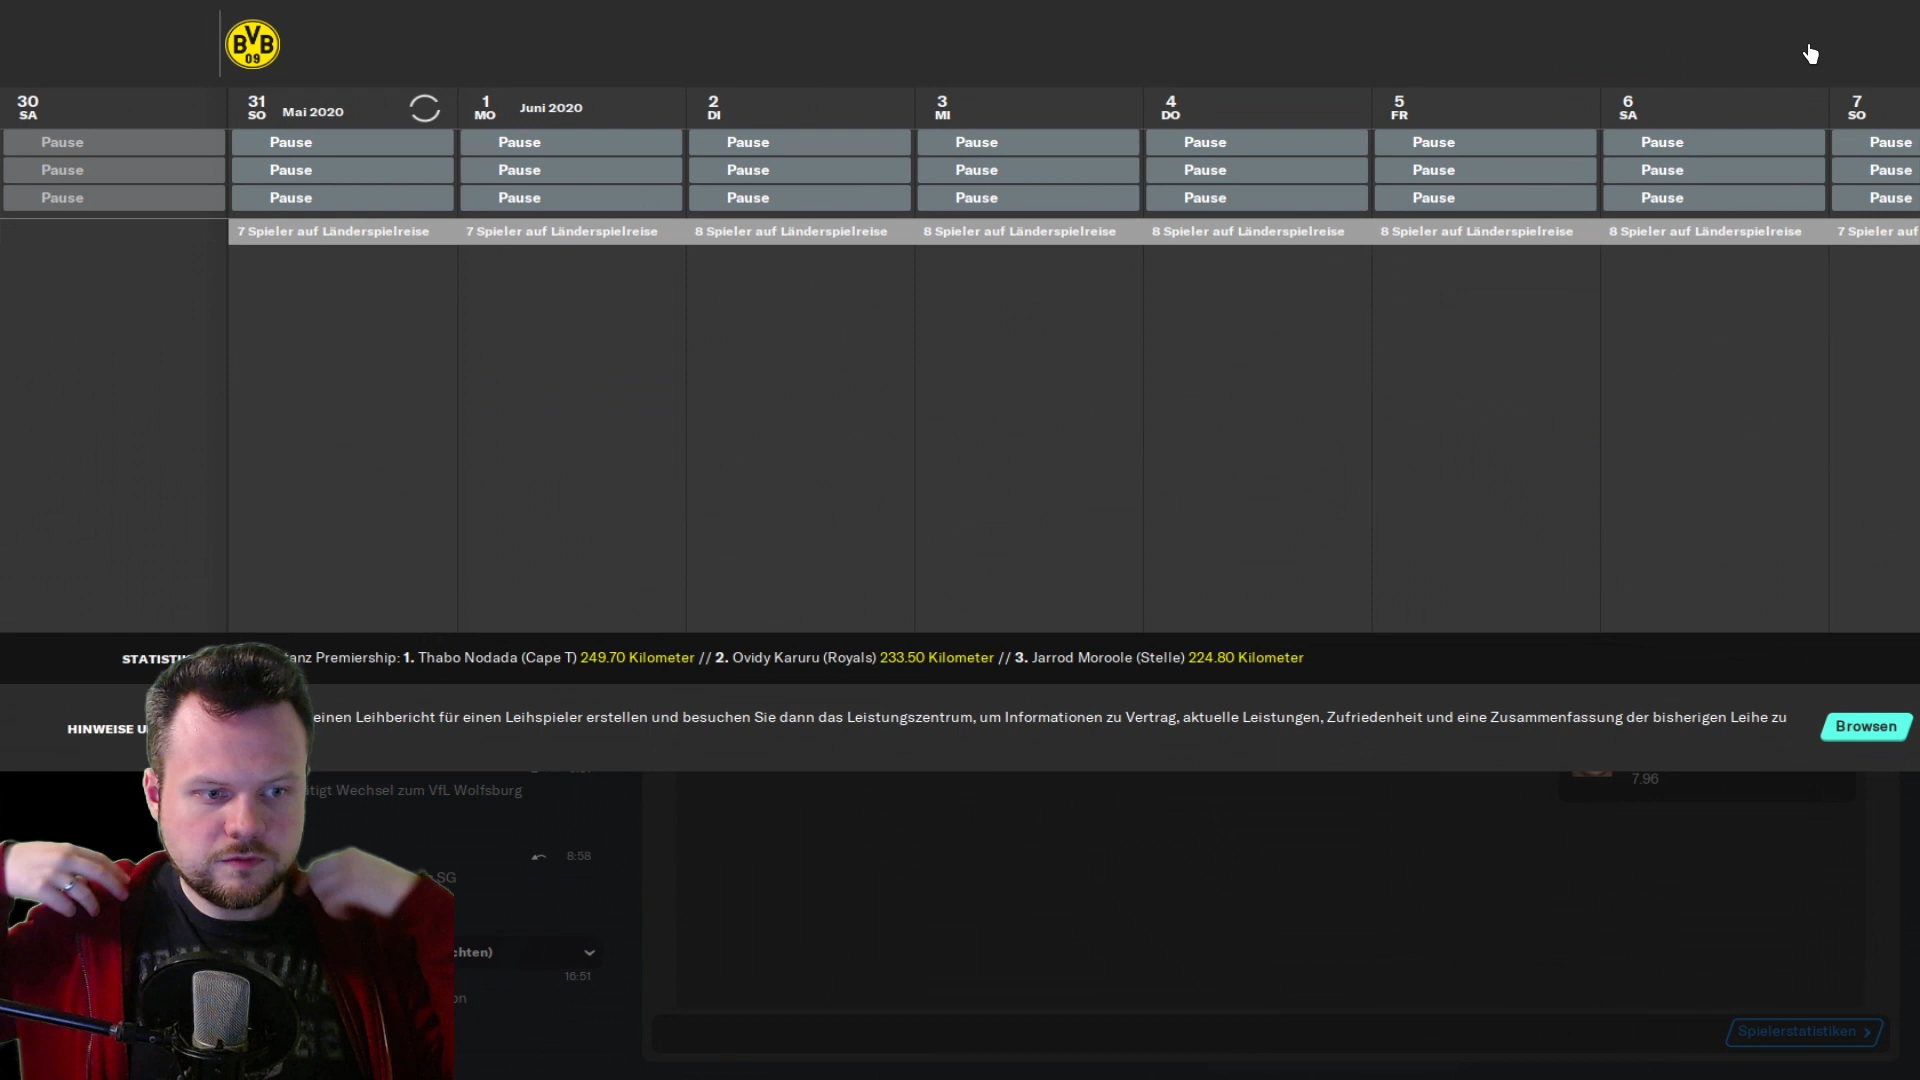 BVB
09
30
SA
31
SO
Mai 2020
1
MO
Juni 2020
2
DI
3
MI
4
DO
5
FR
6
SA
7
SO
Pause Pause Pause Pause Pause Pause Pause Pause Pause
Pause Pause Pause Pause Pause Pause Pause Pause Pause
Pause Pause Pause Pause Pause Pause Pause Pause Pause
7 Spieler auf Länderspielreise 7 Spieler auf Länderspielreise 8 Spieler auf Länderspielreise 8 Spieler auf Länderspielreise 8 Spieler auf Länderspielreise 8 Spieler auf Länderspielreise 8 Spieler auf Länderspielreise 7 Spieler auf
Premiership: 1. Thabo Nodada (Cape T) 249.70 Kilometer // 2. Ovidy Karuru (Royals) 233.50 Kilometer // 3. Jarrod Moroole (Stelle) 224.80 Kilometer
HINWEISE
einen Leihbericht für einen Leihspieler erstellen und besuchen Sie dann das Leistungszentrum, um Informationen zu Vertrag, aktuelle Leistungen, Zufriedenheit und eine Zusammenfassung der bisherigen Leihe zu
Browsen
7.96
Wechsel zum VfL Wolfsburg
8:58
SG
chten)
16:51
Spielerstatistiken